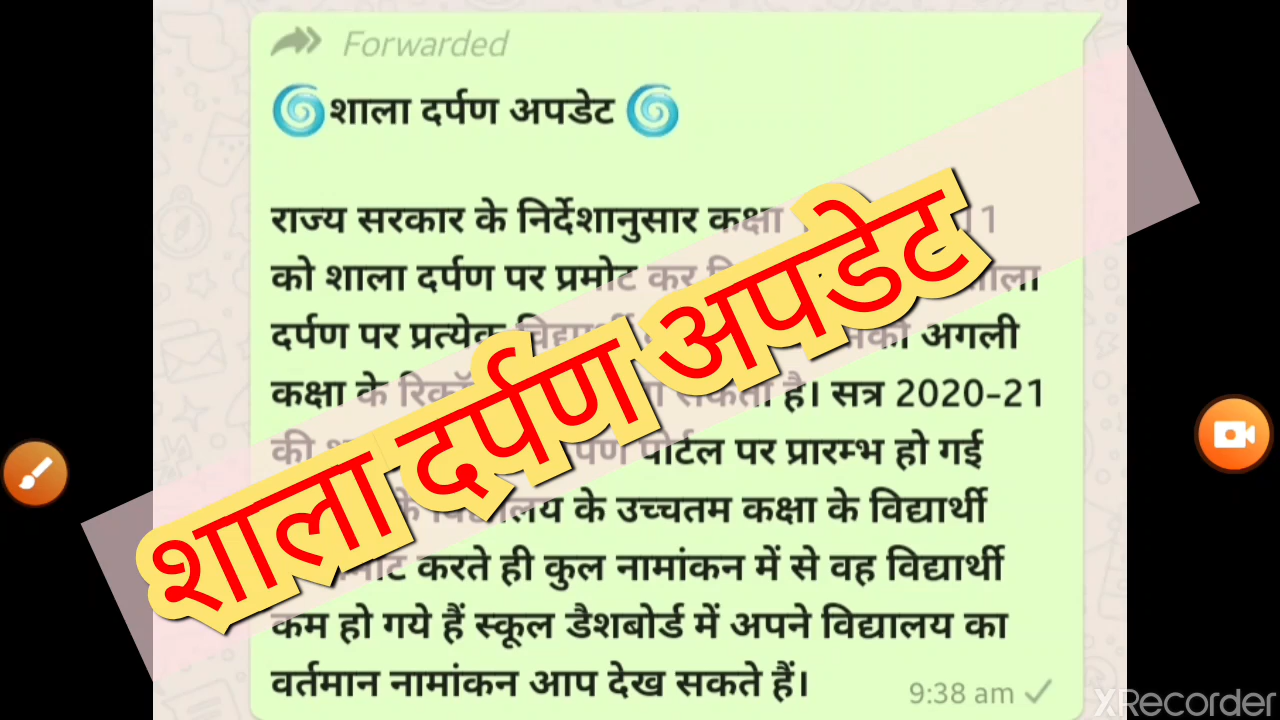 Forwarded
🌀शाला दर्पण अपडेट 🌀
राज्य सरकार के निर्देशानुसार कक्षा 11
को शाला दर्पण पर प्रमोट कर
दर्पण पर प्रत्येक विद्यार्थी अगली
कक्षा के सकता है। सत्र 2020-21
की पोर्टल पर प्रारम्भ हो गई
के विद्यालय के उच्चतम कक्षा के विद्यार्थी
करते ही कुल नामांकन में से वह विद्यार्थी
कम हो गये हैं स्कूल डैशबोर्ड में अपने विद्यालय का
वर्तमान नामांकन आप देख सकते हैं।
9:38 am
शाला दर्पण अपडेट
XRecorder